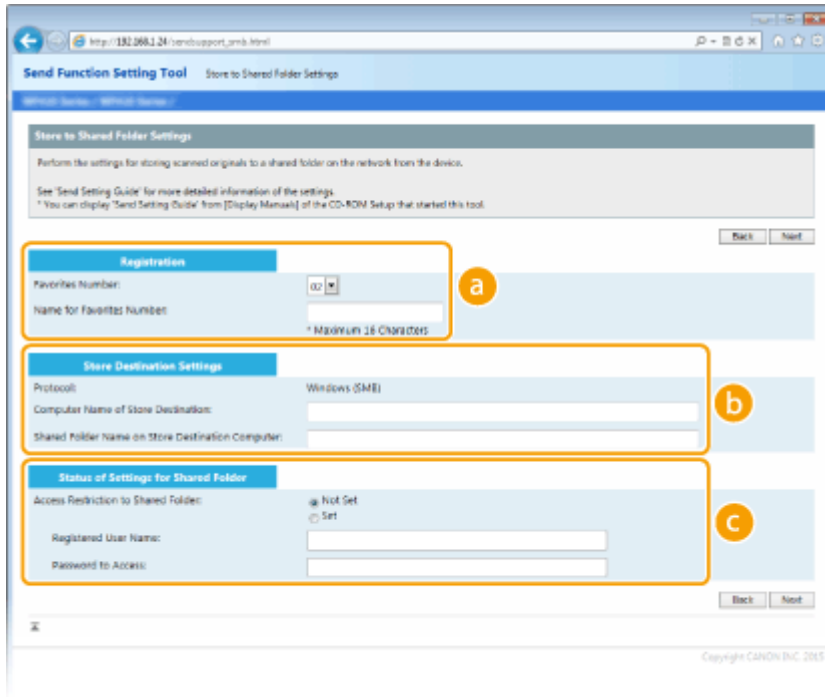 http://192.168.1.24/sendsupport_smb.html
Send Function Setting Tool Store to Shared Folder Settings
Store to Shared Folder Settings
Perform the settings for storing scanned originals to a shared folder on the network from the device.
See 'Send Setting Guide' for more detailed information of the settings.
* You can display 'Send Setting Guide' from [Display Manuals] of the CD-ROM Setup that started this tool.
Back Next
Registration
Favorites Number: 02
a
Name for Favorites Number:
* Maximum 16 Characters
Store Destination Settings
Protocol: Windows (SMB)
Computer Name of Store Destination:
b
Shared Folder Name on Store Destination Computer:
Status of Settings for Shared Folder
Access Restriction to Shared Folder: Not Set
Set
c
Registered User Name:
Password to Access:
Back Next
Copyright CANON INC. 2015